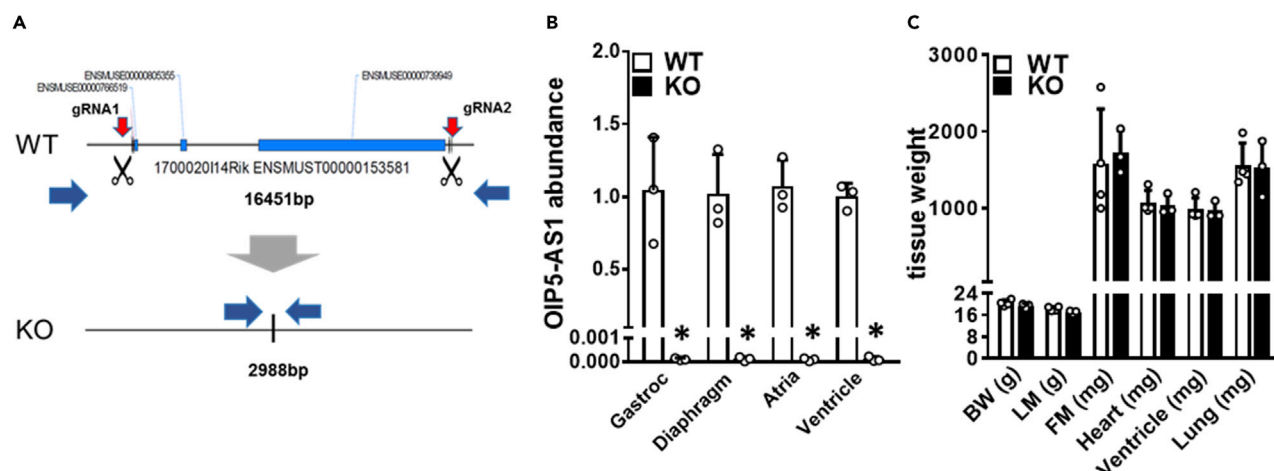 A
ENSMUSE00000805355
ENSMUSE00000766519
ENSMUSE00000739949
gRNA1
gRNA2
WT
1700020I14Rik ENSMUST00000153581
16451bp
KO
2988bp
B
WT
KO
OIP5-AS1 abundance
2.0
1.5
1.0
0.5
0.001
0.000
* * * *
Gastroc
Diaphragm
Atria
Ventricle
C
WT
KO
tissue weight
3000
2000
1000
24
16
8
0
BW (g)
LM (g)
FM (mg)
Heart (mg)
Ventricle (mg)
Lung (mg)